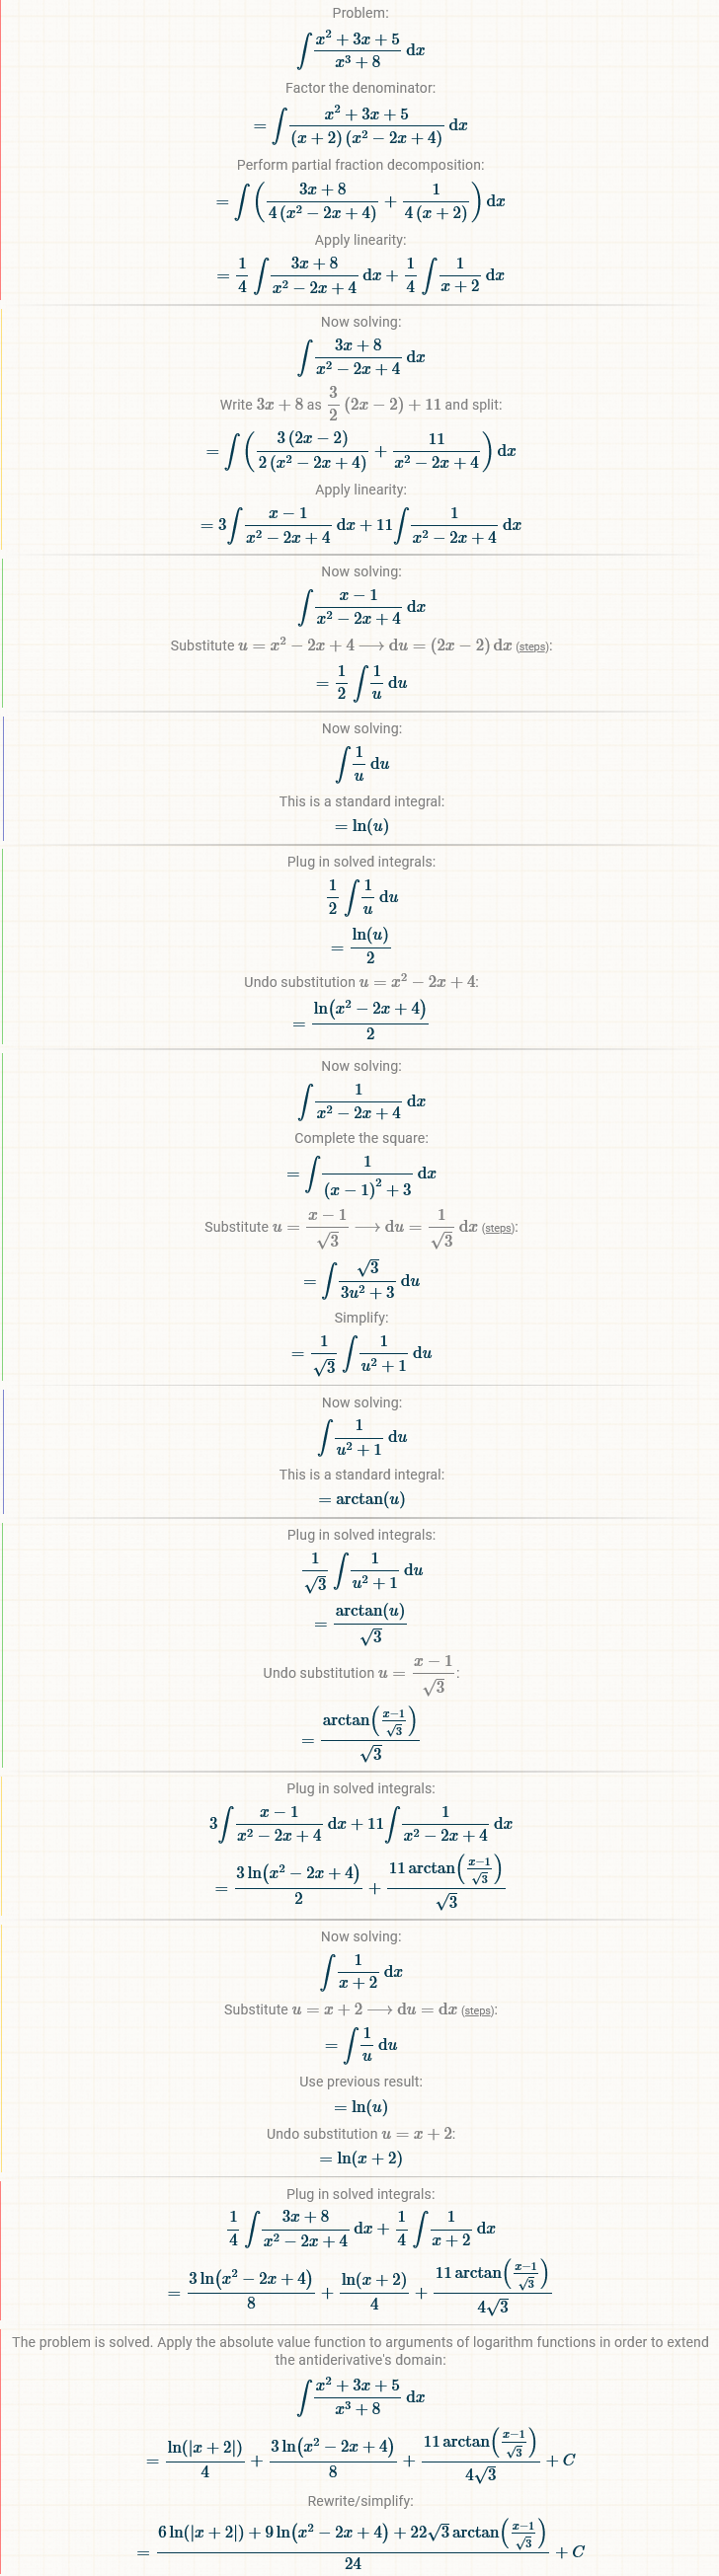 Problem:
∫ (x² + 3x + 5)/(x³ + 8) dx
Factor the denominator:
= ∫ (x² + 3x + 5)/((x + 2)(x² − 2x + 4)) dx
Perform partial fraction decomposition:
= ∫ ((3x + 8)/(4(x² − 2x + 4)) + 1/(4(x + 2))) dx
Apply linearity:
= 1/4 ∫ (3x + 8)/(x² − 2x + 4) dx + 1/4 ∫ 1/(x + 2) dx
Now solving:
∫ (3x + 8)/(x² − 2x + 4) dx
Write 3x + 8 as 3/2 (2x − 2) + 11 and split:
= ∫ (3(2x − 2)/(2(x² − 2x + 4)) + 11/(x² − 2x + 4)) dx
Apply linearity:
= 3∫ (x − 1)/(x² − 2x + 4) dx + 11∫ 1/(x² − 2x + 4) dx
Now solving:
∫ (x − 1)/(x² − 2x + 4) dx
Substitute u = x² − 2x + 4 ⟶ du = (2x − 2) dx (steps):
= 1/2 ∫ 1/u du
Now solving:
∫ 1/u du
This is a standard integral:
= ln(u)
Plug in solved integrals:
1/2 ∫ 1/u du
= ln(u)/2
Undo substitution u = x² − 2x + 4:
= ln(x² − 2x + 4)/2
Now solving:
∫ 1/(x² − 2x + 4) dx
Complete the square:
= ∫ 1/((x − 1)² + 3) dx
Substitute u = (x − 1)/√3 ⟶ du = 1/√3 dx (steps):
= ∫ √3/(3u² + 3) du
Simplify:
= 1/√3 ∫ 1/(u² + 1) du
Now solving:
∫ 1/(u² + 1) du
This is a standard integral:
= arctan(u)
Plug in solved integrals:
1/√3 ∫ 1/(u² + 1) du
= arctan(u)/√3
Undo substitution u = (x − 1)/√3:
= arctan((x−1)/√3)/√3
Plug in solved integrals:
3∫ (x − 1)/(x² − 2x + 4) dx + 11∫ 1/(x² − 2x + 4) dx
= 3 ln(x² − 2x + 4)/2 + 11 arctan((x−1)/√3)/√3
Now solving:
∫ 1/(x + 2) dx
Substitute u = x + 2 ⟶ du = dx (steps):
= ∫ 1/u du
Use previous result:
= ln(u)
Undo substitution u = x + 2:
= ln(x + 2)
Plug in solved integrals:
1/4 ∫ (3x + 8)/(x² − 2x + 4) dx + 1/4 ∫ 1/(x + 2) dx
= 3 ln(x² − 2x + 4)/8 + ln(x + 2)/4 + 11 arctan((x−1)/√3)/(4√3)
The problem is solved. Apply the absolute value function to arguments of logarithm functions in order to extend
the antiderivative's domain:
∫ (x² + 3x + 5)/(x³ + 8) dx
= ln(|x + 2|)/4 + 3 ln(x² − 2x + 4)/8 + 11 arctan((x−1)/√3)/(4√3) + C
Rewrite/simplify:
= (6 ln(|x + 2|) + 9 ln(x² − 2x + 4) + 22√3 arctan((x−1)/√3))/24 + C